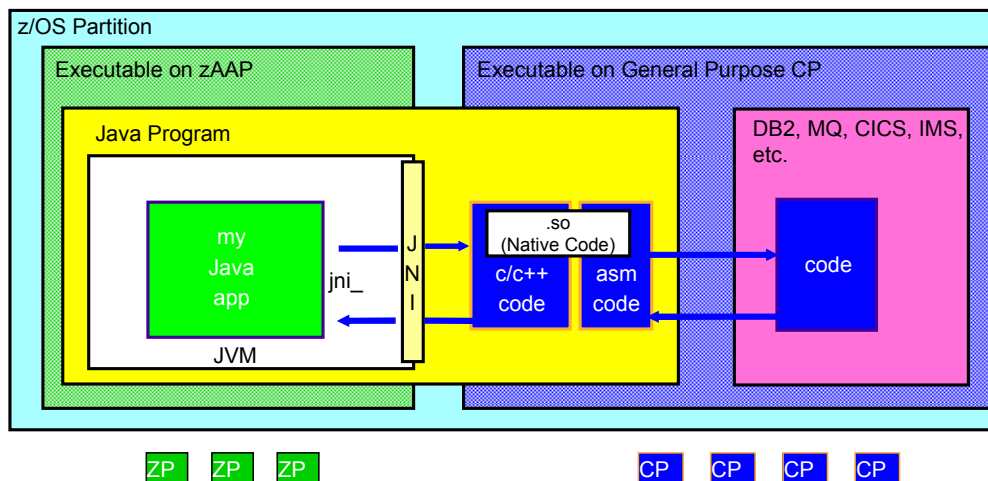 z/OS Partition
Executable on zAAP
Executable on General Purpose CP
Java Program
DB2, MQ, CICS, IMS,
etc.
my
Java
app
jni_
JVM
J
N
I
.so
(Native Code)
c/c++
code
asm
code
code
ZP ZP ZP
CP CP CP CP